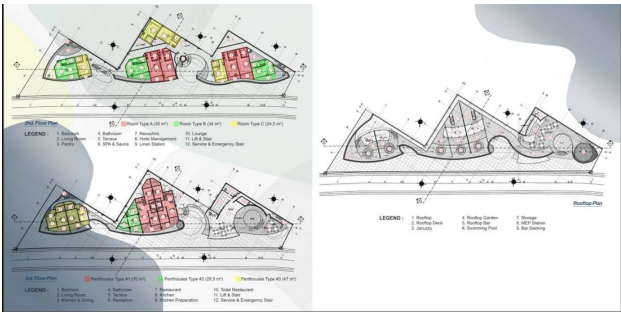 2nd. Floor Plan
Room Type A (30 m²) Room Type B (34 m²) Room Type C (24,5 m²)
LEGEND :
1. Bedroom 4. Bathroom 7. Reception 10. Lounge
2. Living Room 5. Terrace 8. Hotel Management 11. Lift & Stair
3. Pantry 6. SPA & Sauna 9. Linen Station 12. Service & Emergency Stair
3rd. Floor Plan
Penthouses Type #1 (70 m²) Penthouses Type #2 (28,5 m²) Penthouses Type #3 (47 m²)
LEGEND :
1. Bedroom 4. Bathroom 7. Restaurant 10. Toilet Restaurant
2. Living Room 5. Terrace 8. Kitchen 11. Lift & Stair
3. Kitchen & Dining 6. Reception 9. Kitchen Preparation 12. Service & Emergency Stair
Rooftop Plan
LEGEND :
1. Rooftop 4. Rooftop Garden 7. Storage
2. Rooftop Deck 5. Rooftop Bar 8. MEP Station
3. Jacuzzy 6. Swimming Pool 9. Bar Decking